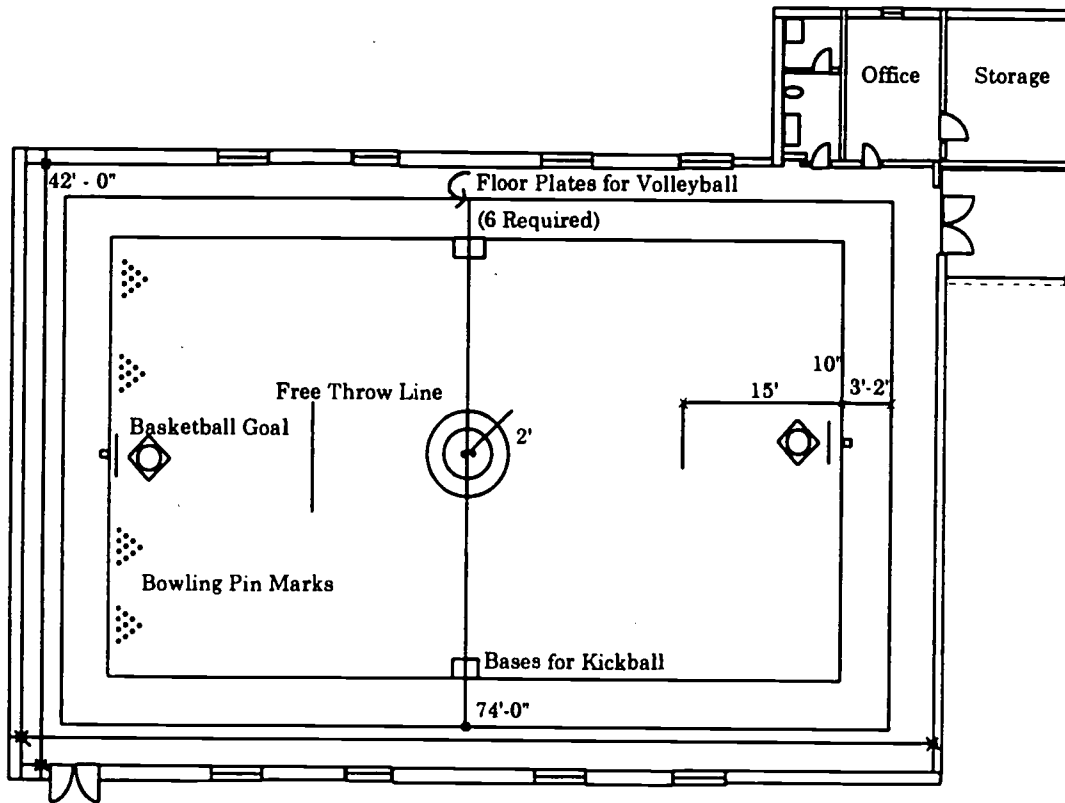 Office
Storage
42' - 0"
Floor Plates for Volleyball
(6 Required)
10"
15'
3'-2'
Free Throw Line
Basketball Goal
2'
Bowling Pin Marks
Bases for Kickball
74'-0"